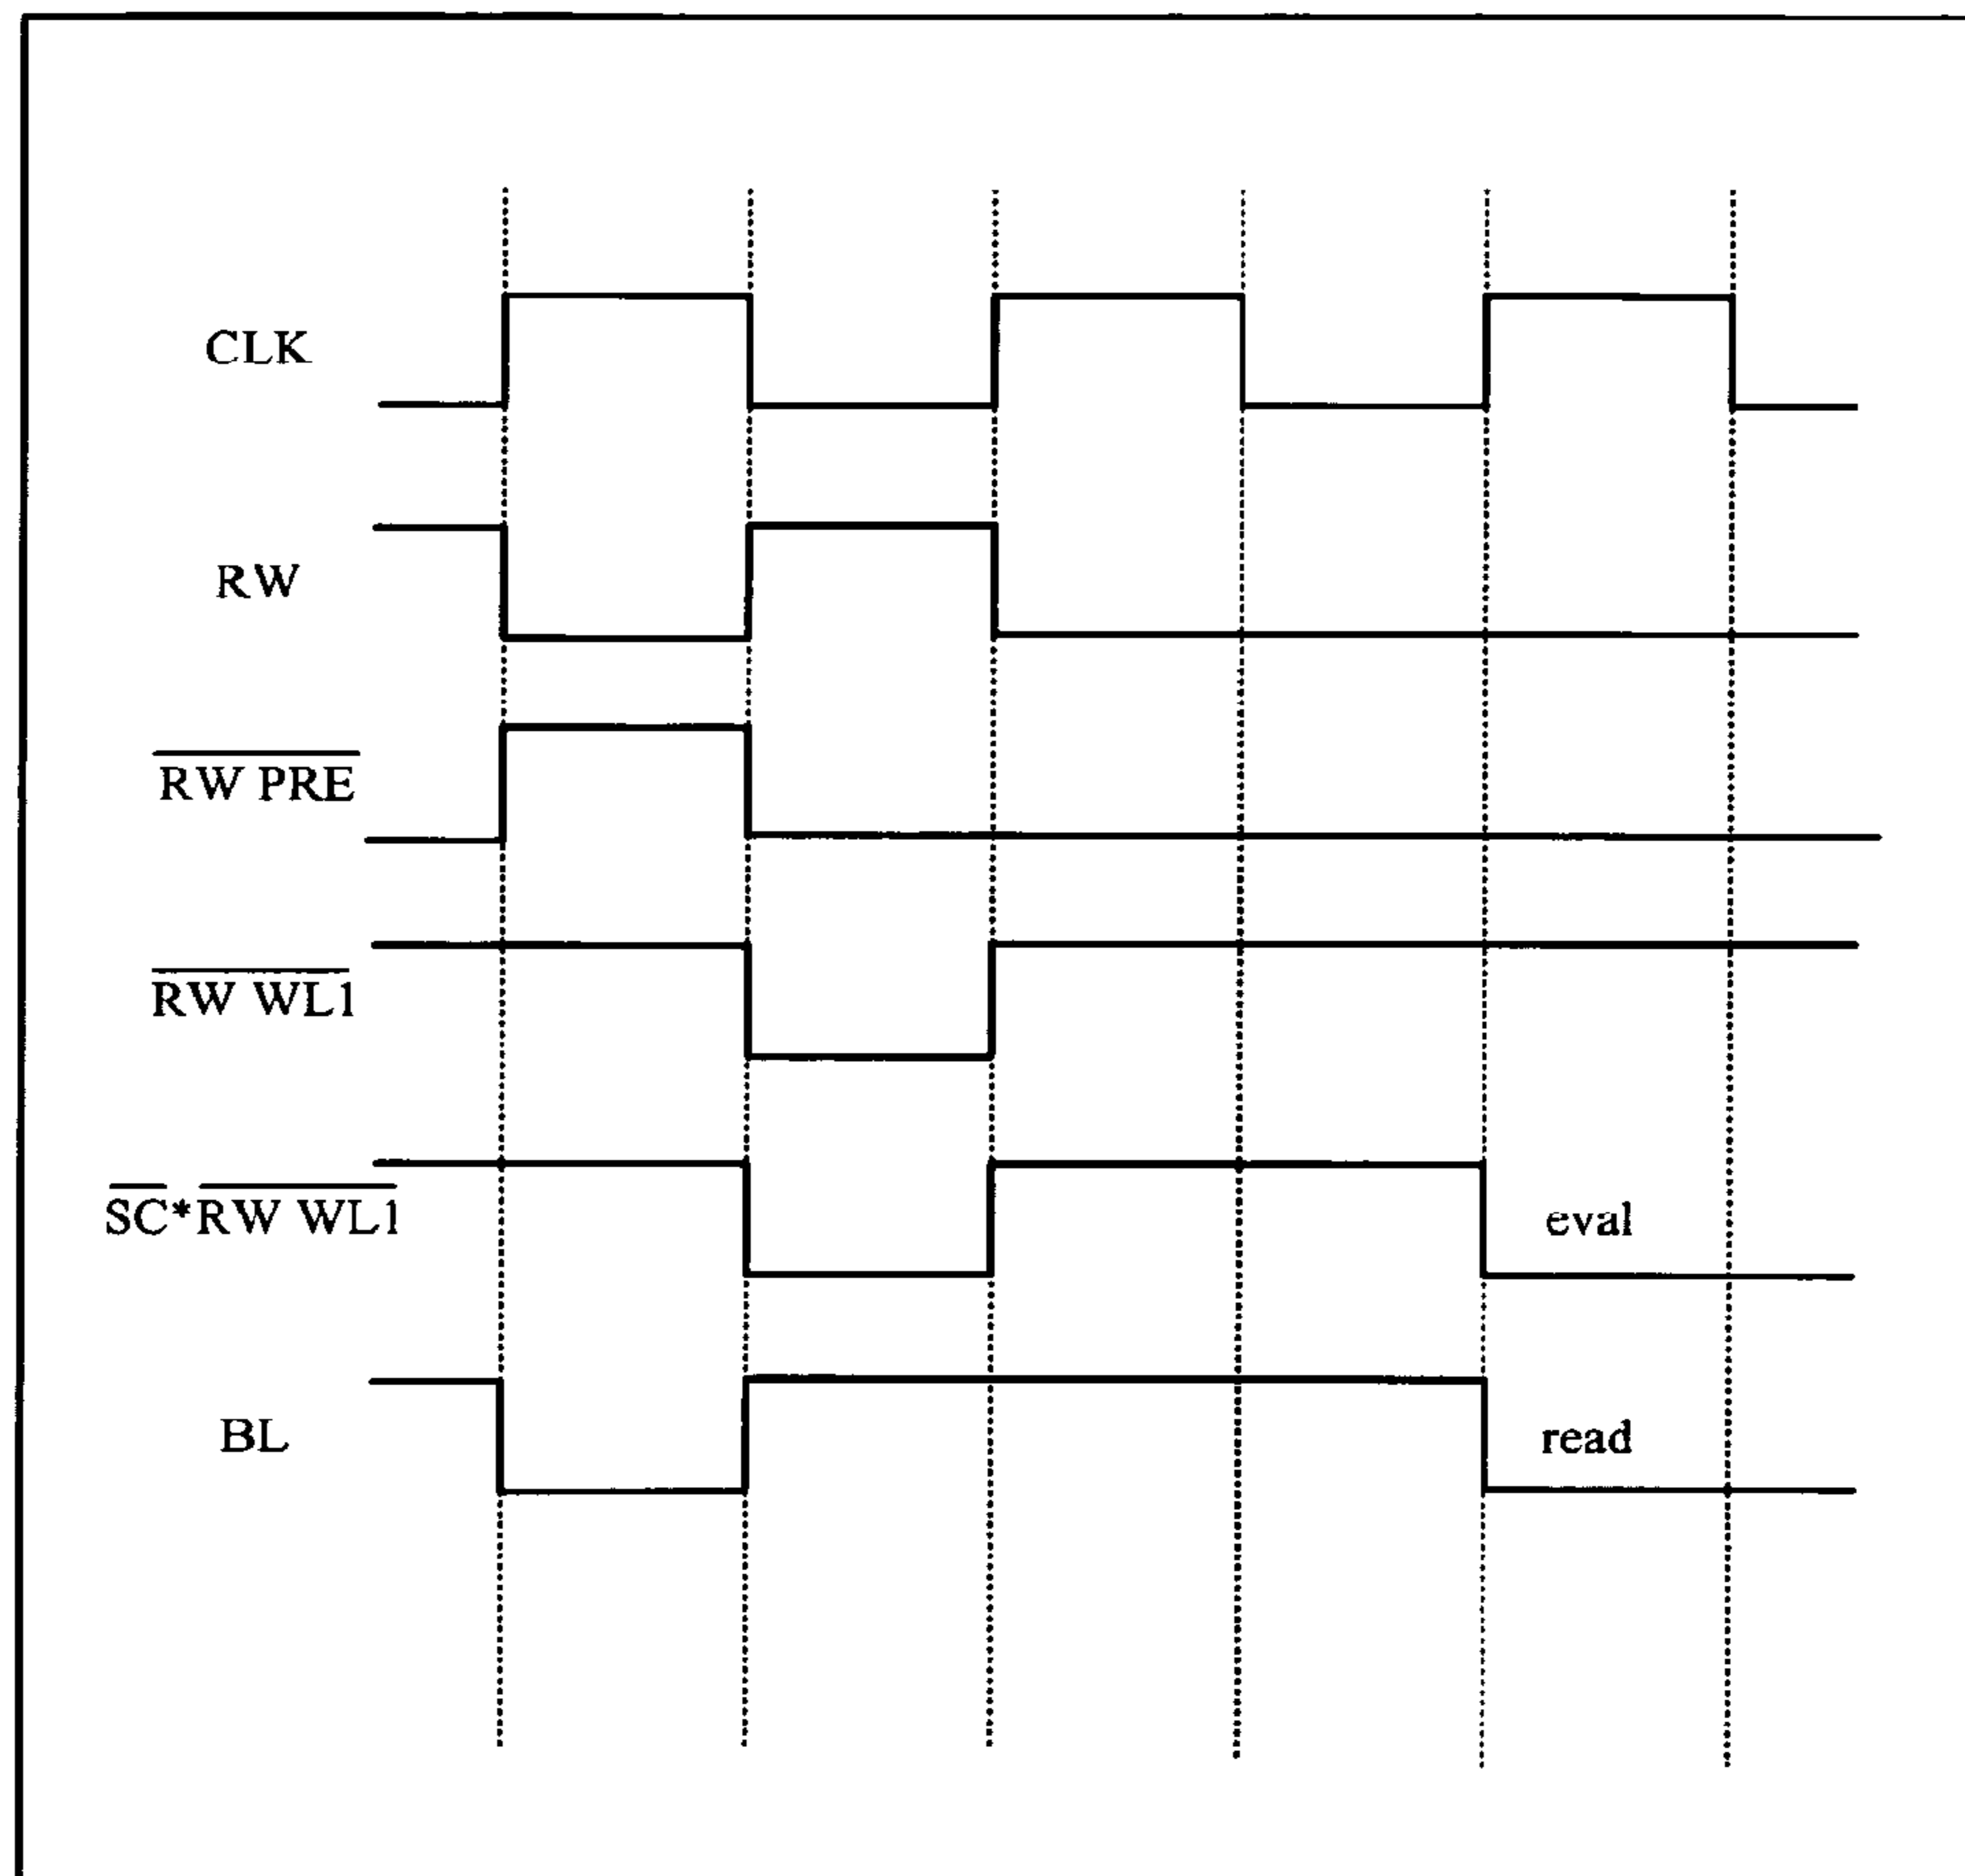 CLK
RW
RW PRE
RW WL1
SC*RW WL1
eval
BL
read